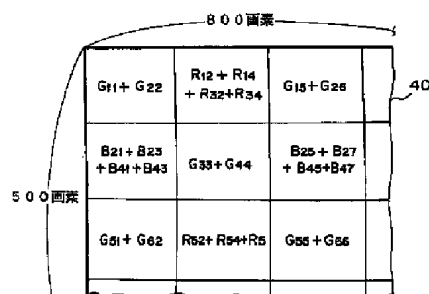 800画素
G11+G22
R12+R14
+R32+R34
G15+G26
40
B21+B23
+B41+B43
G33+G44
B25+B27
+B45+B47
500画素
G51+G62
R52+R54+R5
G55+G66